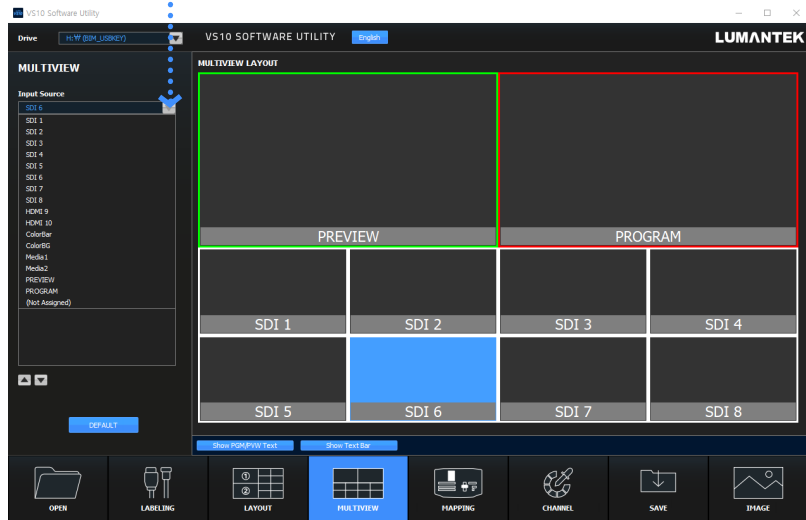 VS10 Software Utility
Drive
H:\ (BIM_USBKEY)
VS10 SOFTWARE UTILITY
English
LUMANTEK
MULTIVIEW
MULTIVIEW LAYOUT
Input Source
SDI 6
SDI 1
SDI 2
SDI 3
SDI 4
SDI 5
SDI 6
SDI 7
SDI 8
HDMI 9
HDMI 10
ColorBar
ColorBG
Media1
Media2
PREVIEW
PROGRAM
(Not Assigned)
DEFAULT
PREVIEW
PROGRAM
SDI 1
SDI 2
SDI 3
SDI 4
SDI 5
SDI 6
SDI 7
SDI 8
Show PGM/PVW Text
Show Text Bar
①
②
OPEN
LABELING
LAYOUT
MULTIVIEW
MAPPING
CHANNEL
SAVE
IMAGE